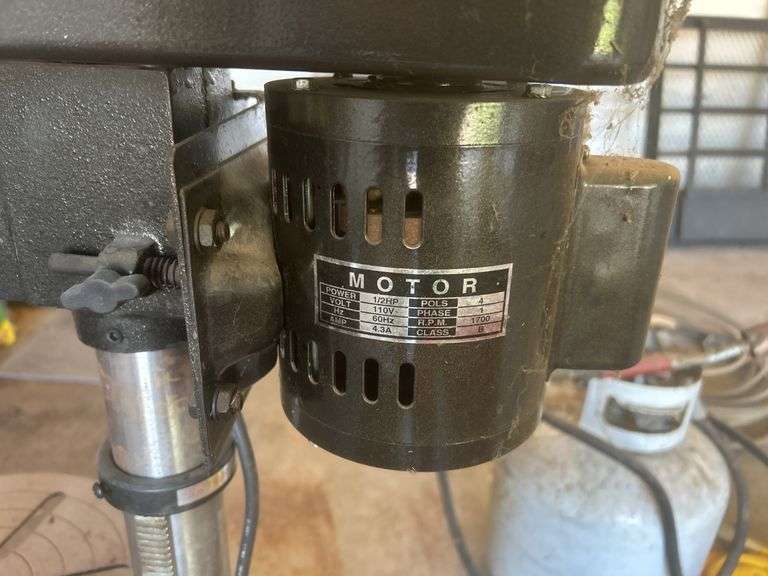 MOTOR
POWER 1/2HP POLS 4
VOLT 110V PHASE 1
Hz 60Hz R.P.M. 1700
AMP 4.3A CLASS B